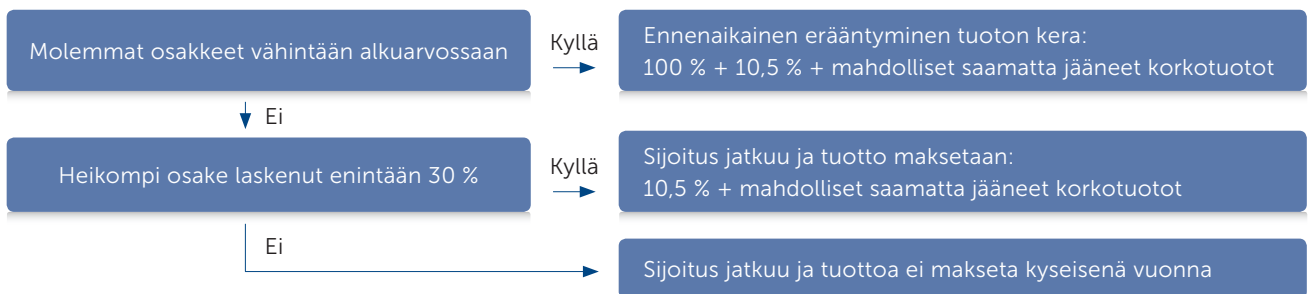 Molemmat osakkeet vähintään alkuarvossaan
Kyllä
Ennenaikainen erääntyminen tuoton kera:
100 % + 10,5 % + mahdolliset saamatta jääneet korkotuotot
Ei
Heikompi osake laskenut enintään 30 %
Kyllä
Sijoitus jatkuu ja tuotto maksetaan:
10,5 % + mahdolliset saamatta jääneet korkotuotot
Ei
Sijoitus jatkuu ja tuottoa ei makseta kyseisenä vuonna